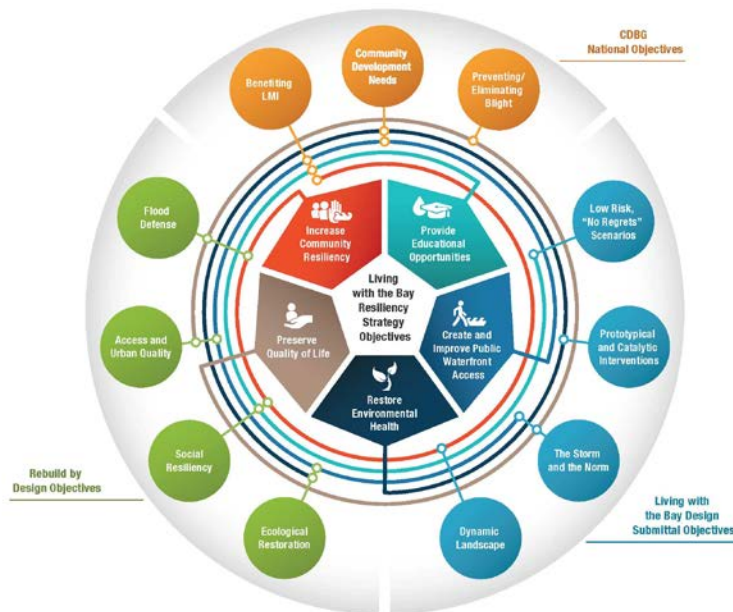 CDBG
National Objectives
Community
Development
Needs
Benefiting
LMI
Preventing/
Eliminating
Blight
Flood
Defense
Low Risk,
"No Regrets"
Scenarios
Increase
Community
Resiliency
Provide
Educational
Opportunities
Living
with the Bay
Resiliency
Strategy
Objectives
Access and
Urban Quality
Preserve
Quality of Life
Create and
Improve Public
Waterfront
Access
Prototypical
and Catalytic
Interventions
Restore
Environmental
Health
Social
Resiliency
The Storm
and the Norm
Rebuild by
Design Objectives
Ecological
Restoration
Dynamic
Landscape
Living with
the Bay Design
Submittal Objectives